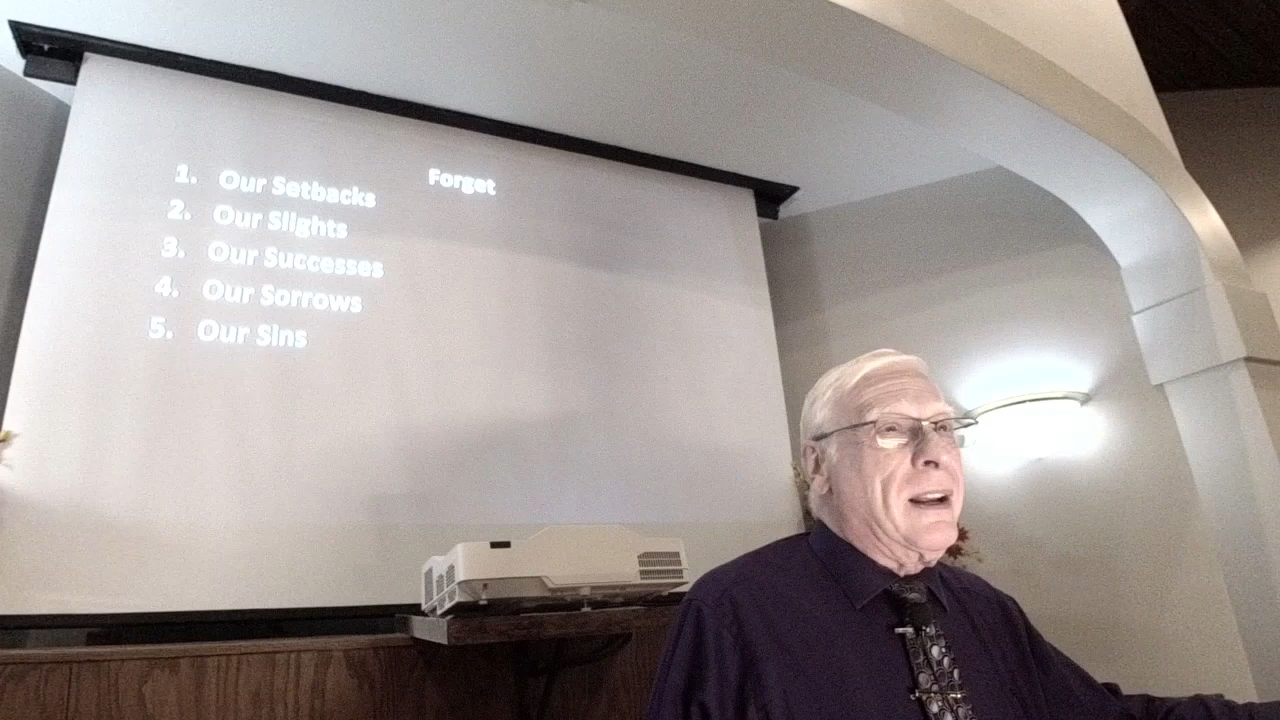 Forget
1. Our Setbacks
2. Our Slights
3. Our Successes
4. Our Sorrows
5. Our Sins